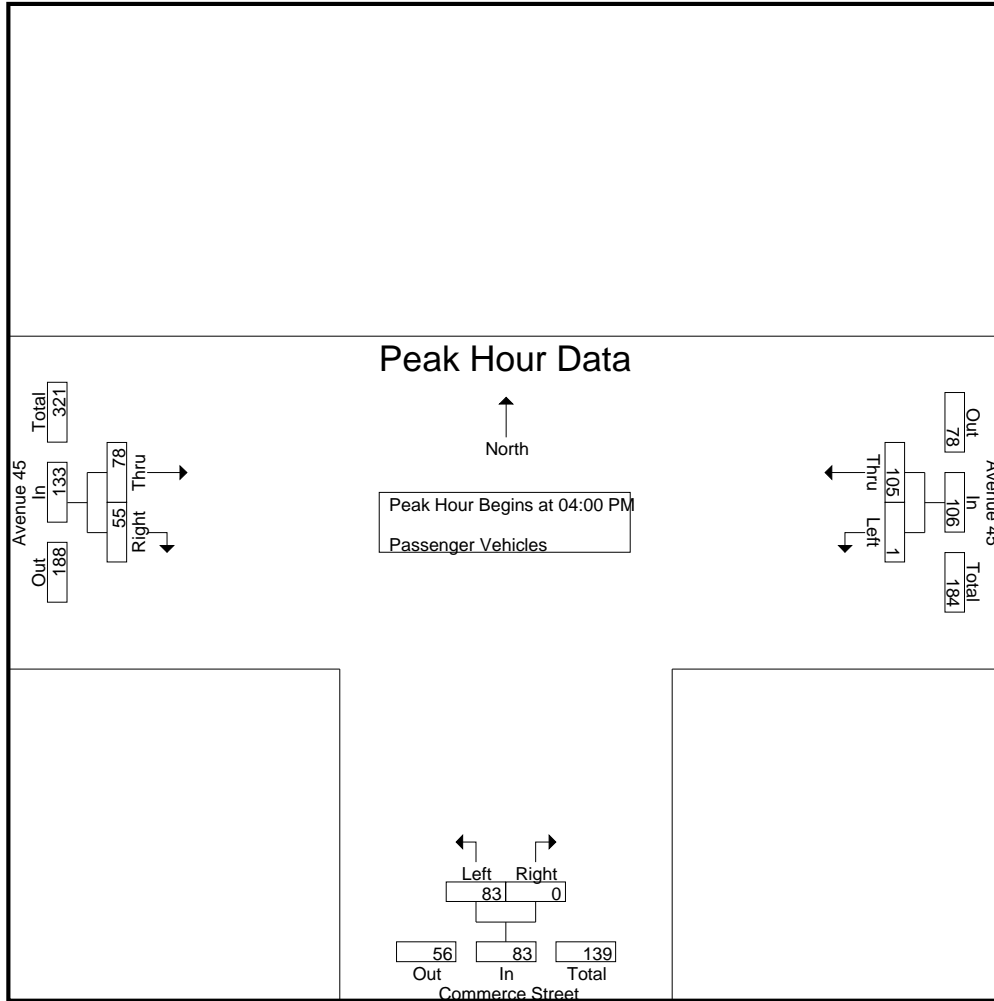 Peak Hour Data
North
Peak Hour Begins at 04:00 PM
Passenger Vehicles
Avenue 45
Total
321
In
133
Out
188
78
Thru
55
Right
Avenue 45
Out
78
In
106
Total
184
105
Thru
1
Left
Left Right
83 0
56 83 139
Out In Total
Commerce Street